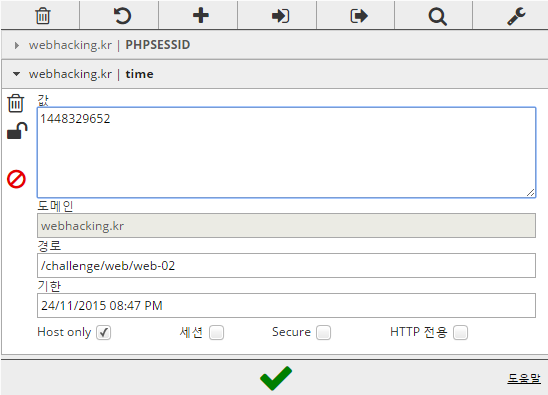 webhacking.kr | PHPSESSID
webhacking.kr | time
값
1448329652
도메인
webhacking.kr
경로
/challenge/web/web-02
기한
24/11/2015 08:47 PM
Host only 세션 Secure HTTP 전용
도움말